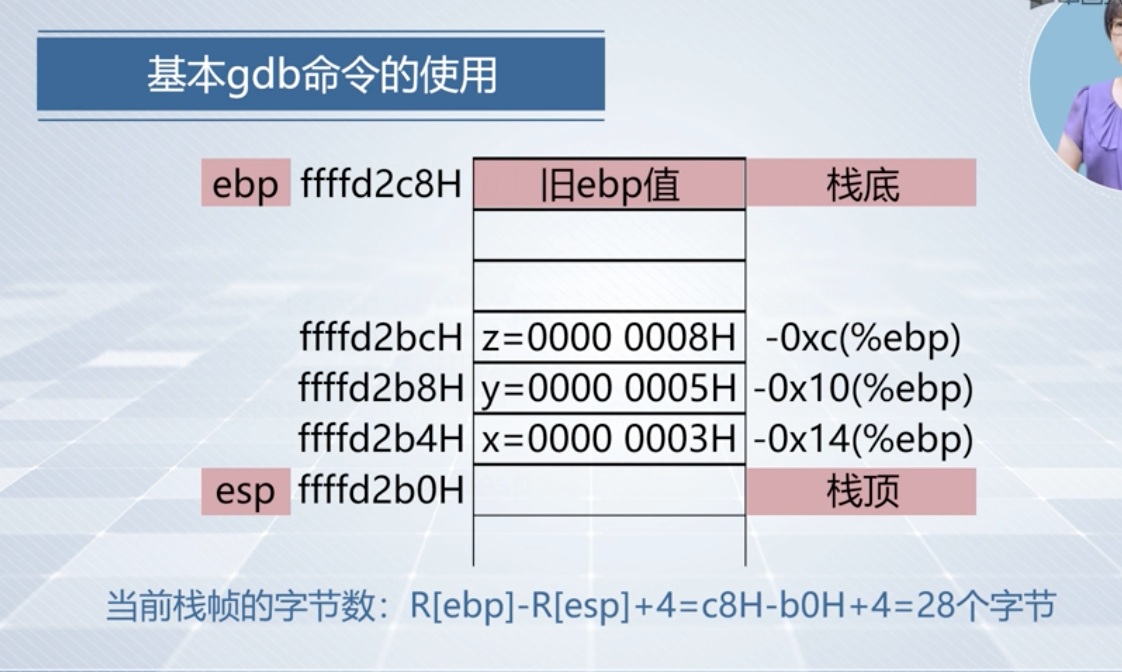 基本gdb命令的使用
ebp ffffd2c8H 旧ebp值 栈底
ffffd2bcH z=0000 0008H -0xc(%ebp)
ffffd2b8H y=0000 0005H -0x10(%ebp)
ffffd2b4H x=0000 0003H -0x14(%ebp)
esp ffffd2b0H 栈顶
当前栈帧的字节数：R[ebp]-R[esp]+4=c8H-b0H+4=28个字节